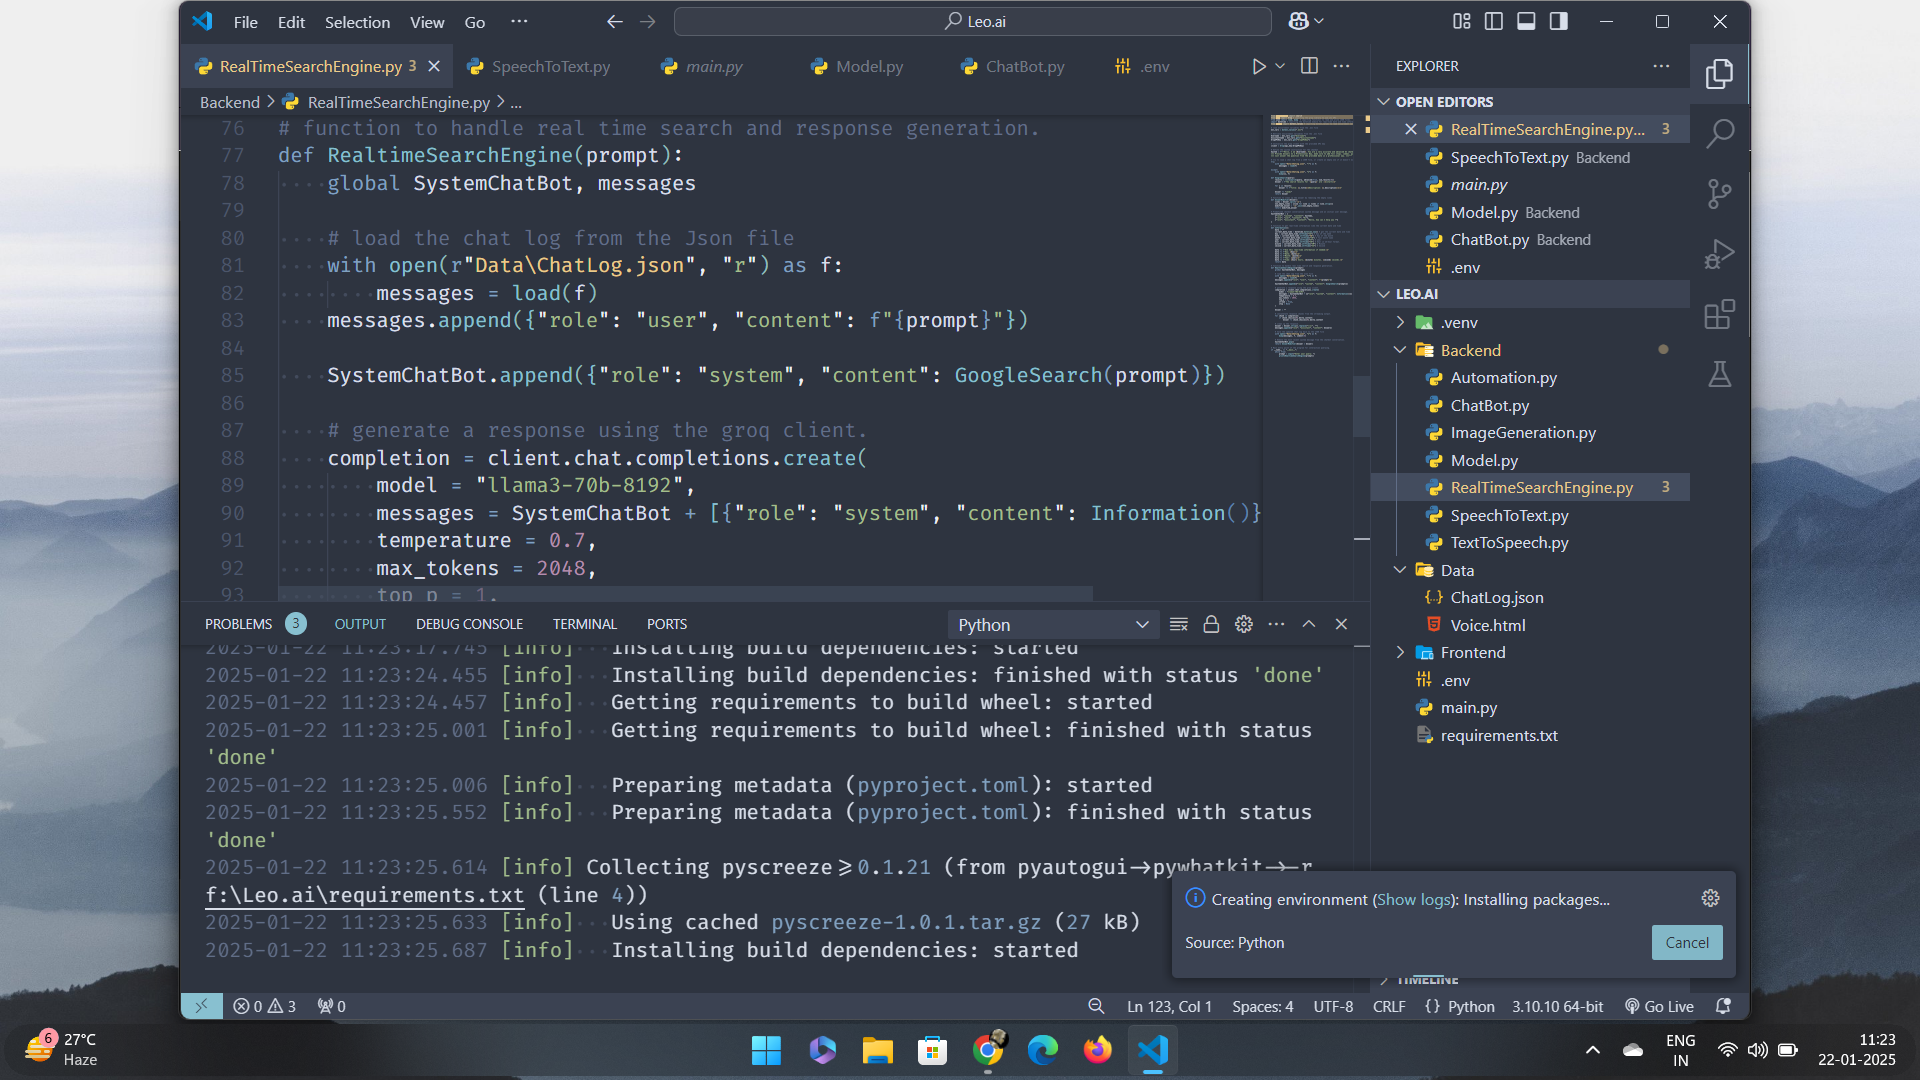 File Edit Selection View Go ···
Leo.ai
RealTimeSearchEngine.py 3
SpeechToText.py
main.py
Model.py
ChatBot.py
.env
Backend > RealTimeSearchEngine.py > ...
76 # function to handle real time search and response generation.
77 def RealtimeSearchEngine(prompt):
78 global SystemChatBot, messages
79
80 # load the chat log from the Json file
81 with open(r"Data\ChatLog.json", "r") as f:
82 messages = load(f)
83 messages.append({"role": "user", "content": f"{prompt}"})
84
85 SystemChatBot.append({"role": "system", "content": GoogleSearch(prompt)})
86
87 # generate a response using the groq client.
88 completion = client.chat.completions.create(
89 model = "llama3-70b-8192",
90 messages = SystemChatBot + [{"role": "system", "content": Information()}
91 temperature = 0.7,
92 max_tokens = 2048,
93 top_p = 1,
PROBLEMS 3 OUTPUT DEBUG CONSOLE TERMINAL PORTS
Python
2025-01-22 11:23:17.745 [info] Installing build dependencies: started
2025-01-22 11:23:24.455 [info] Installing build dependencies: finished with status 'done'
2025-01-22 11:23:24.457 [info] Getting requirements to build wheel: started
2025-01-22 11:23:25.001 [info] Getting requirements to build wheel: finished with status
'done'
2025-01-22 11:23:25.006 [info] Preparing metadata (pyproject.toml): started
2025-01-22 11:23:25.552 [info] Preparing metadata (pyproject.toml): finished with status
'done'
2025-01-22 11:23:25.614 [info] Collecting pyscreeze>=0.1.21 (from pyautogui->pywhatkit->-r
f:\Leo.ai\requirements.txt (line 4))
2025-01-22 11:23:25.633 [info] Using cached pyscreeze-1.0.1.tar.gz (27 kB)
2025-01-22 11:23:25.687 [info] Installing build dependencies: started
EXPLORER
OPEN EDITORS
RealTimeSearchEngine.py... 3
SpeechToText.py Backend
main.py
Model.py Backend
ChatBot.py Backend
.env
LEO.AI
.venv
Backend
Automation.py
ChatBot.py
ImageGeneration.py
Model.py
RealTimeSearchEngine.py 3
SpeechToText.py
TextToSpeech.py
Data
ChatLog.json
Voice.html
Frontend
.env
main.py
requirements.txt
Creating environment (Show logs): Installing packages...
Source: Python
Cancel
TIMELINE
0 3 0
Ln 123, Col 1 Spaces: 4 UTF-8 CRLF {} Python 3.10.10 64-bit Go Live
6
27°C
Haze
ENG
IN
11:23
22-01-2025